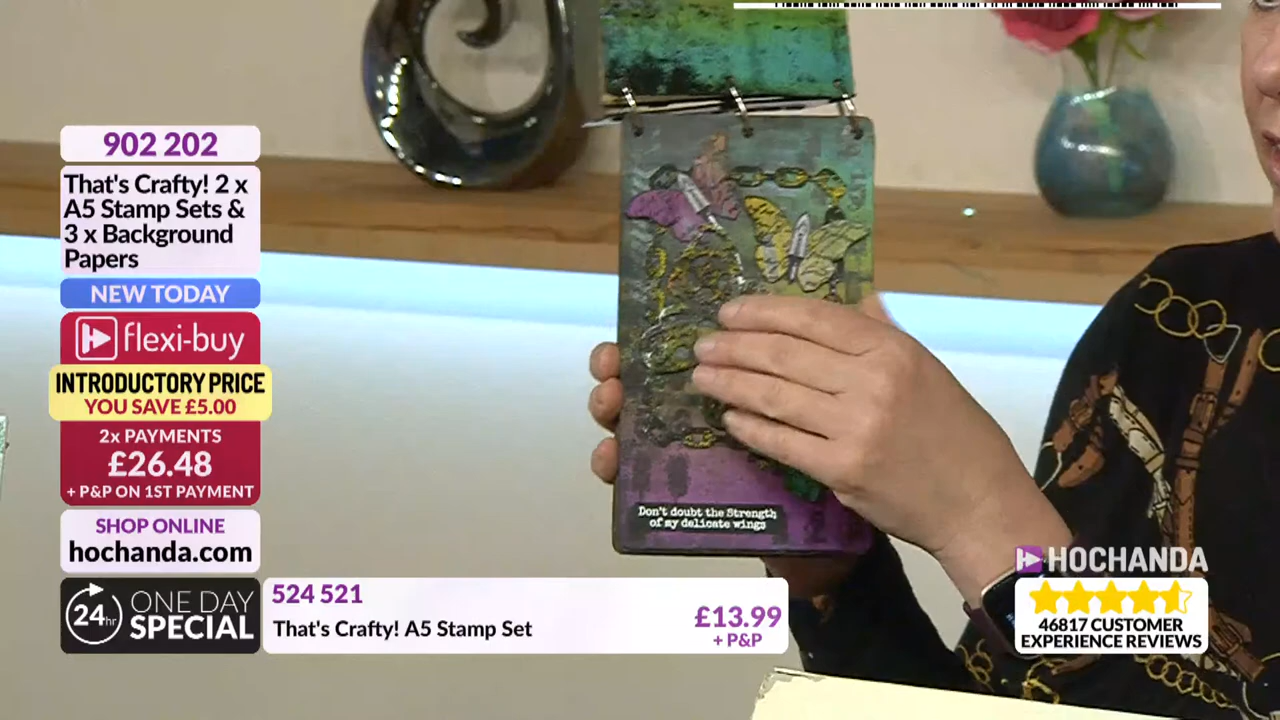 902 202
That's Crafty! 2 x
A5 Stamp Sets &
3 x Background
Papers
NEW TODAY
flexi-buy
INTRODUCTORY PRICE
YOU SAVE £5.00
2x PAYMENTS
£26.48
+ P&P ON 1ST PAYMENT
SHOP ONLINE
hochanda.com
24hr
ONE DAY
SPECIAL
524 521
That's Crafty! A5 Stamp Set
£13.99
+ P&P
Don't doubt the Strength
of my delicate wings
HOCHANDA
46817 CUSTOMER
EXPERIENCE REVIEWS